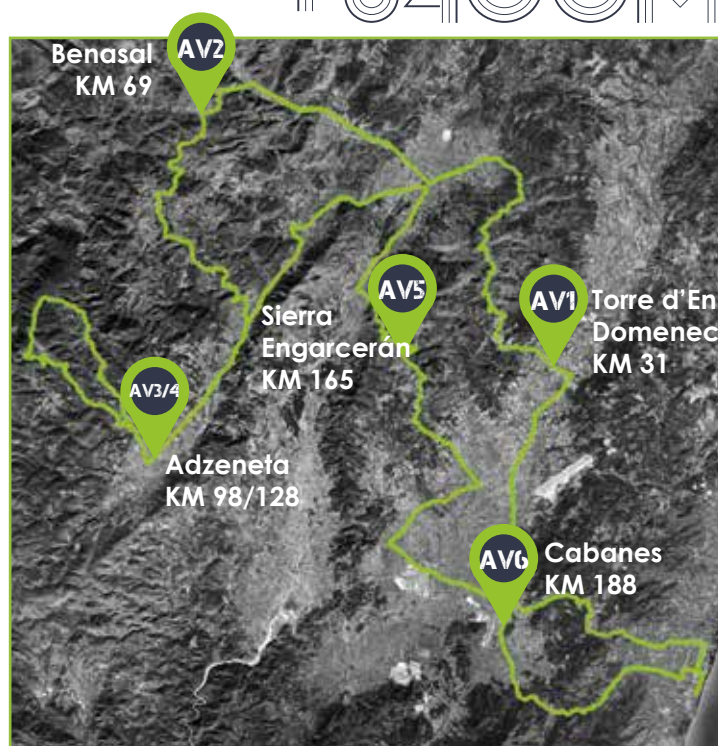 Benasal
KM 69
AV2
Sierra
Engarcerán
KM 165
AV5
AV1
Torre d'En
Domenec
KM 31
AV3/4
Adzeneta
KM 98/128
AV6
Cabanes
KM 188